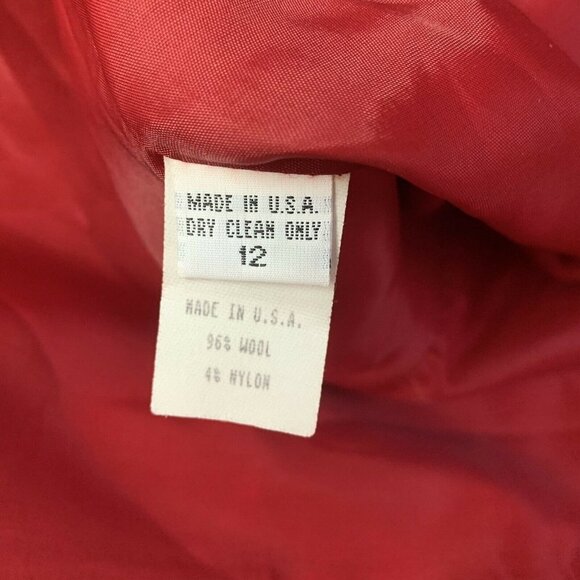 MADE IN U.S.A.
DRY CLEAN ONLY
12
MADE IN U.S.A.
96% WOOL
4% NYLON